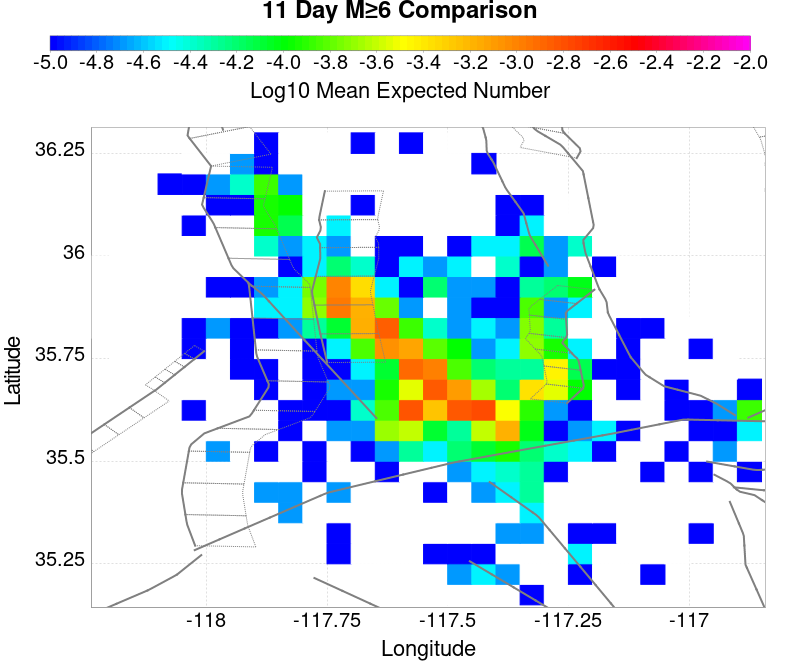 11 Day M≥6 Comparison
-5.0 -4.8 -4.6 -4.4 -4.2 -4.0 -3.8 -3.6 -3.4 -3.2 -3.0 -2.8 -2.6 -2.4 -2.2 -2.0
Log10 Mean Expected Number
36.25
36
35.75
35.5
35.25
Latitude
-118 -117.75 -117.5 -117.25 -117
Longitude